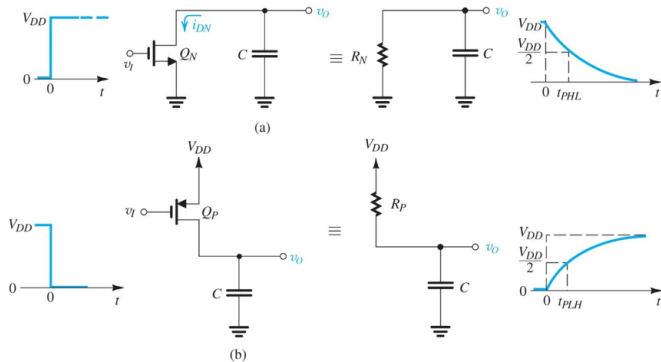 V_DD
0
0
t
v_I
i_DN
Q_N
C
v_O
≡
R_N
C
v_O
V_DD
V_DD/2
0
t_PHL
t
(a)
V_DD
0
0
t
V_DD
v_I
Q_P
C
v_O
≡
V_DD
R_P
v_O
C
V_DD
V_DD/2
0
0
t_PLH
t
(b)